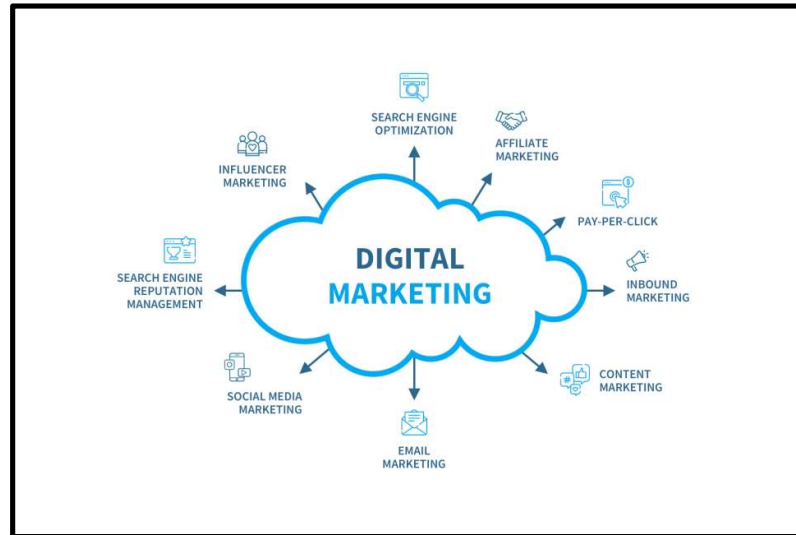 SEARCH ENGINE
OPTIMIZATION
AFFILIATE
MARKETING
INFLUENCER
MARKETING
PAY-PER-CLICK
DIGITAL
MARKETING
SEARCH ENGINE
REPUTATION
MANAGEMENT
INBOUND
MARKETING
SOCIAL MEDIA
MARKETING
CONTENT
MARKETING
EMAIL
MARKETING